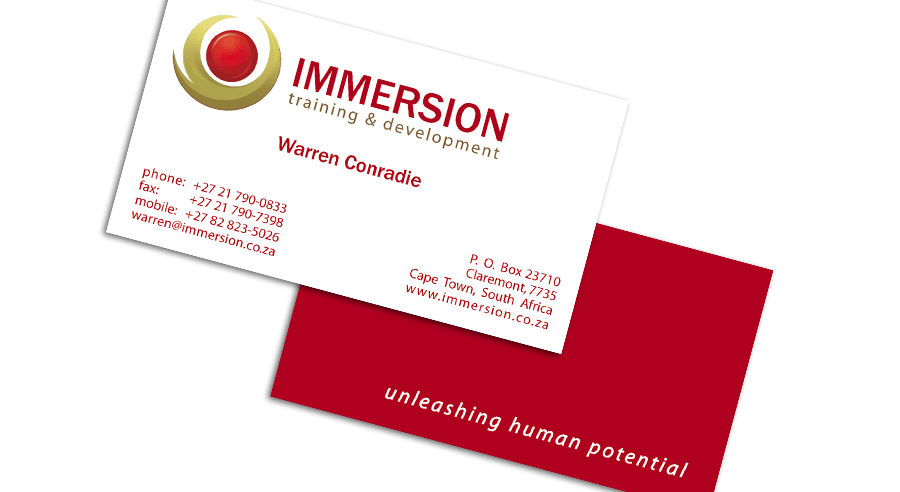 IMMERSION
training & development
Warren Conradie
phone: +27 21 790-0833
fax: +27 21 790-7398
mobile: +27 82 823-5026
warren@immersion.co.za
P. O. Box 23710
Claremont, 7735
Cape Town, South Africa
www.immersion.co.za
unleashing human potential